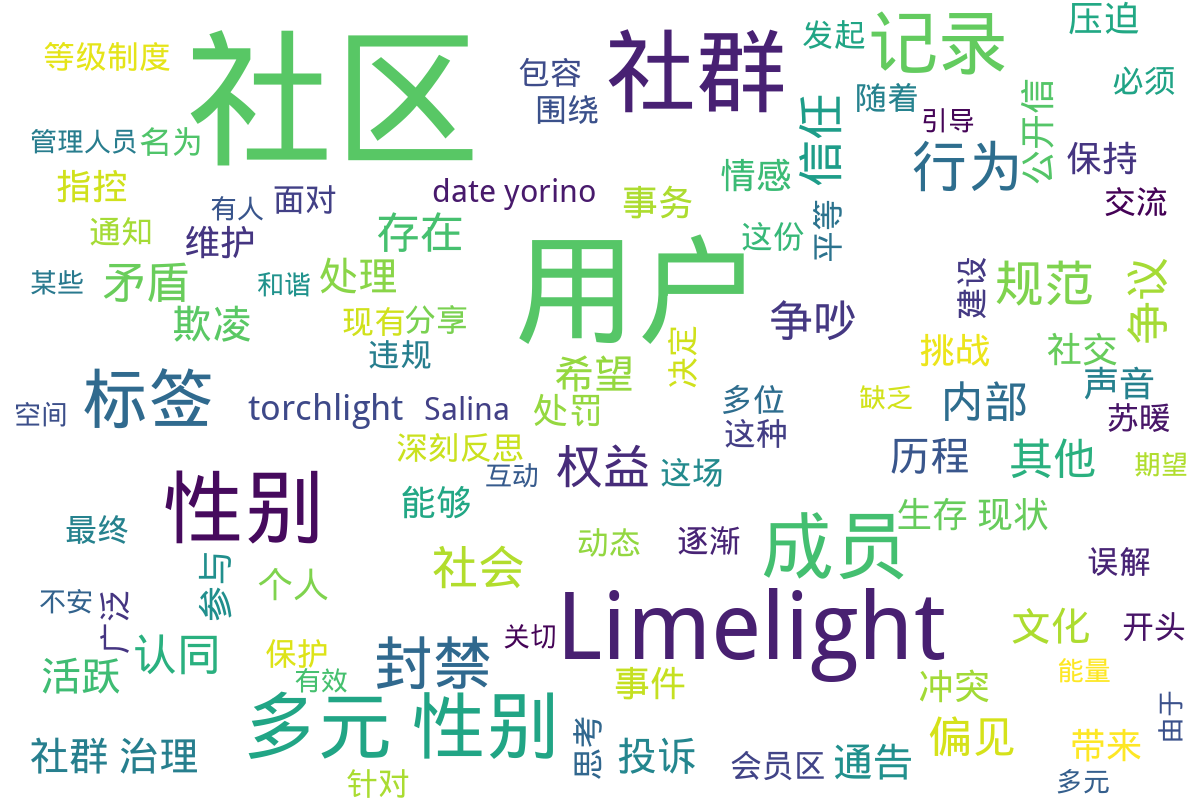 压迫
社区
社群
记录
发起
等级制度
包容
必须
围绕
随着
公开信
引导
管理人员
名为
信任
行为
保持
指控
情感
date yorino
事务
面对
有人
交流
通知
维护
存在
平等
这份
用户
某些
矛盾
和谐
处理
建设
规范
争议
欺凌
现有
分享
争吵
违规
决定
挑战
社交
希望
标签
声音
空间
torchlight
Salina
处罚
多位
缺乏
内部
苏暖
这种
深刻反思
历程
其他
期望
权益
互动
这场
性别
能够
生存 现状
最终
动态
逐渐
成员
误解
社会
参与
个人
不安
广泛
Limelight
文化
开头
认同
关切
保护
封禁
活跃
有效
事件
冲突
能量
多元 性别
偏见
由于
社群 治理
思考
投诉
会员区
通告
带来
针对
多元